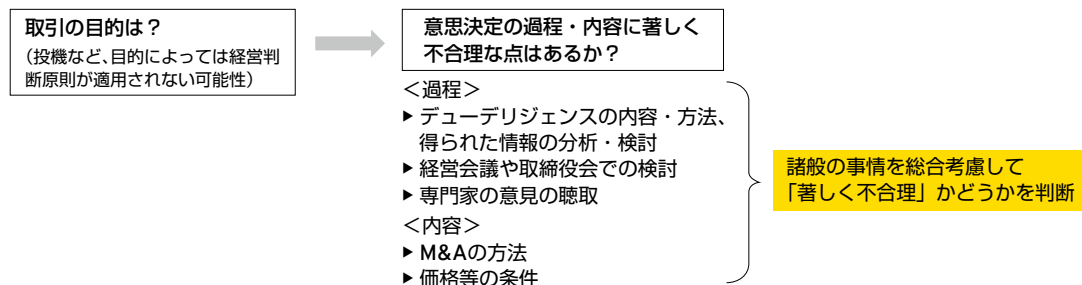 取引の目的は？
（投機など、目的によっては経営判
断原則が適用されない可能性）
意思決定の過程・内容に著しく
不合理な点はあるか？
＜過程＞
▶ デューデリジェンスの内容・方法、
得られた情報の分析・検討
▶ 経営会議や取締役会での検討
▶ 専門家の意見の聴取
＜内容＞
▶ M&Aの方法
▶ 価格等の条件
諸般の事情を総合考慮して
「著しく不合理」かどうかを判断